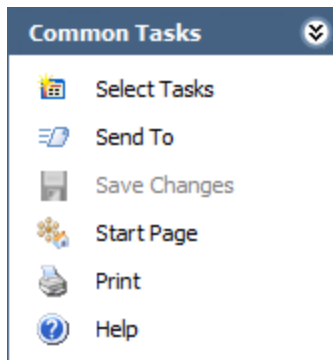 Common Tasks
Select Tasks
Send To
Save Changes
Start Page
Print
Help